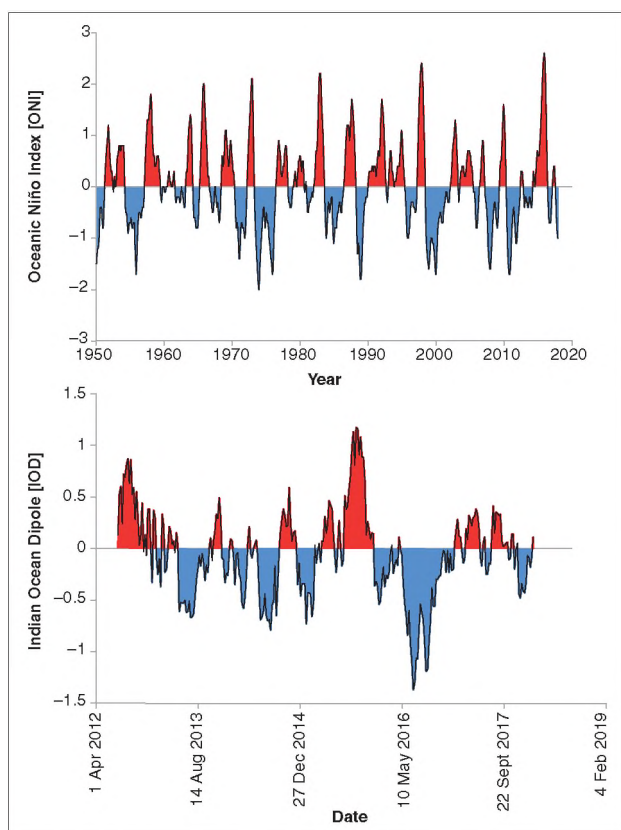 Oceanic Niño Index [ONI]
3
2
1
0
−1
−2
−3
1950 1960 1970 1980 1990 2000 2010 2020
Year
Indian Ocean Dipole [IOD]
1.5
1
0.5
0
−0.5
−1
−1.5
1 Apr 2012
14 Aug 2013
27 Dec 2014
10 May 2016
22 Sept 2017
4 Feb 2019
Date